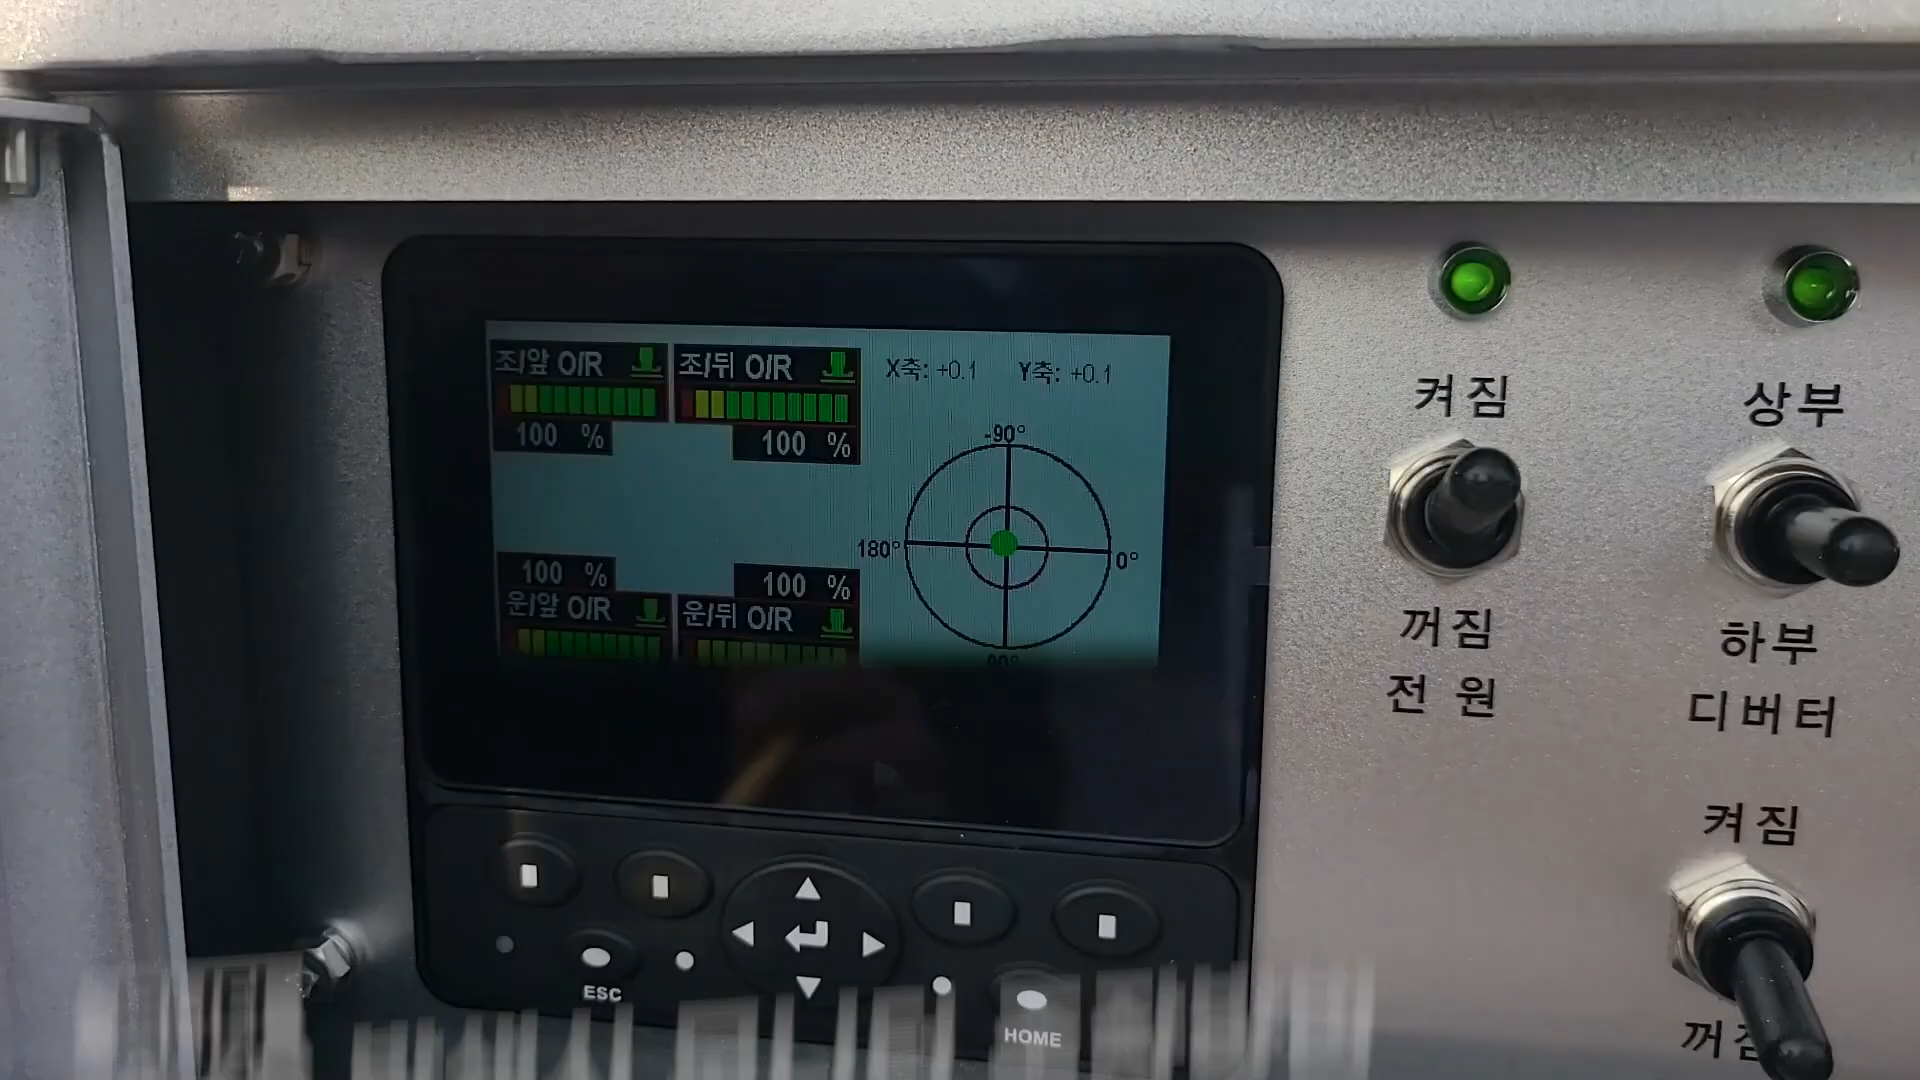 조/앞 O/R
조/뒤 O/R
X축: +0.1
Y축: +0.1
100 %
100 %
-90°
180°
0°
100 %
100 %
운/앞 O/R
운/뒤 O/R
켜짐
꺼짐
전 원
상부
하부
디버터
켜짐
ESC
HOME